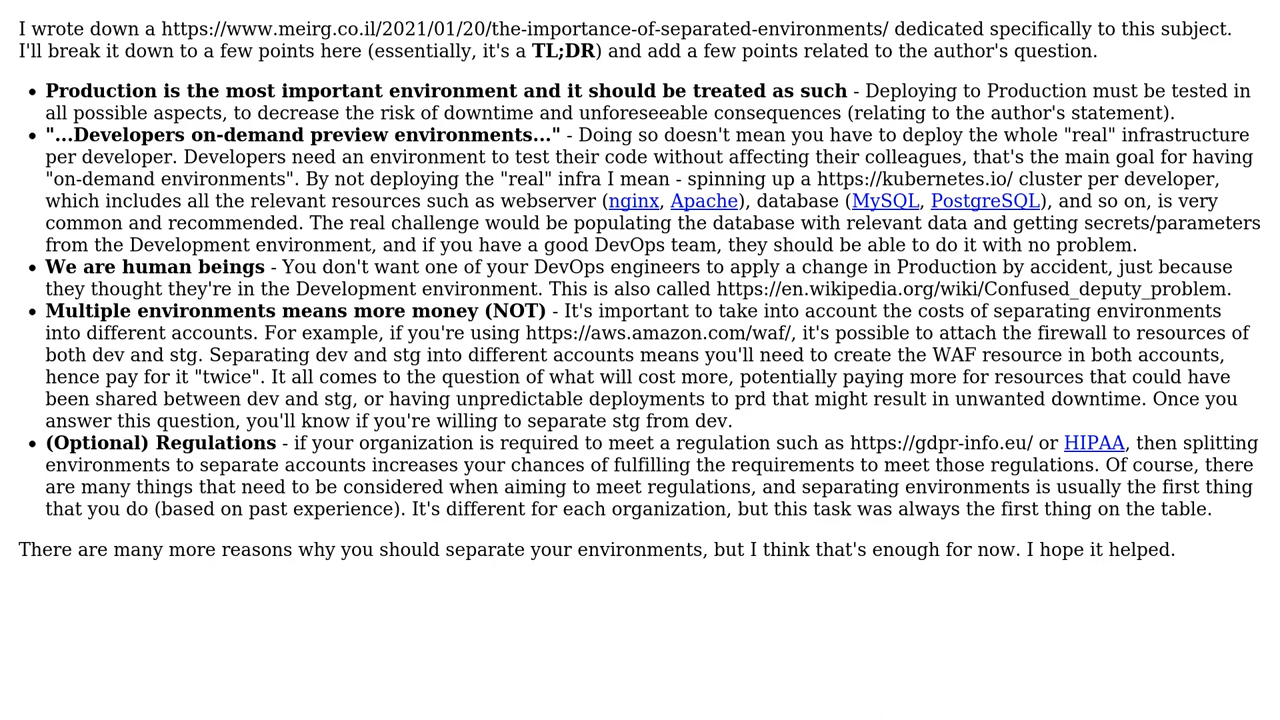 I wrote down a https://www.meirg.co.il/2021/01/20/the-importance-of-separated-environments/ dedicated specifically to this subject.
I'll break it down to a few points here (essentially, it's a TL;DR) and add a few points related to the author's question.
• Production is the most important environment and it should be treated as such - Deploying to Production must be tested in
all possible aspects, to decrease the risk of downtime and unforeseeable consequences (relating to the author's statement).
• "...Developers on-demand preview environments..." - Doing so doesn't mean you have to deploy the whole "real" infrastructure
per developer. Developers need an environment to test their code without affecting their colleagues, that's the main goal for having
"on-demand environments". By not deploying the "real" infra I mean - spinning up a https://kubernetes.io/ cluster per developer,
which includes all the relevant resources such as webserver (nginx, Apache), database (MySQL, PostgreSQL), and so on, is very
common and recommended. The real challenge would be populating the database with relevant data and getting secrets/parameters
from the Development environment, and if you have a good DevOps team, they should be able to do it with no problem.
• We are human beings - You don't want one of your DevOps engineers to apply a change in Production by accident, just because
they thought they're in the Development environment. This is also called https://en.wikipedia.org/wiki/Confused_deputy_problem.
• Multiple environments means more money (NOT) - It's important to take into account the costs of separating environments
into different accounts. For example, if you're using https://aws.amazon.com/waf/, it's possible to attach the firewall to resources of
both dev and stg. Separating dev and stg into different accounts means you'll need to create the WAF resource in both accounts,
hence pay for it "twice". It all comes to the question of what will cost more, potentially paying more for resources that could have
been shared between dev and stg, or having unpredictable deployments to prd that might result in unwanted downtime. Once you
answer this question, you'll know if you're willing to separate stg from dev.
• (Optional) Regulations - if your organization is required to meet a regulation such as https://gdpr-info.eu/ or HIPAA, then splitting
environments to separate accounts increases your chances of fulfilling the requirements to meet those regulations. Of course, there
are many things that need to be considered when aiming to meet regulations, and separating environments is usually the first thing
that you do (based on past experience). It's different for each organization, but this task was always the first thing on the table.
There are many more reasons why you should separate your environments, but I think that's enough for now. I hope it helped.